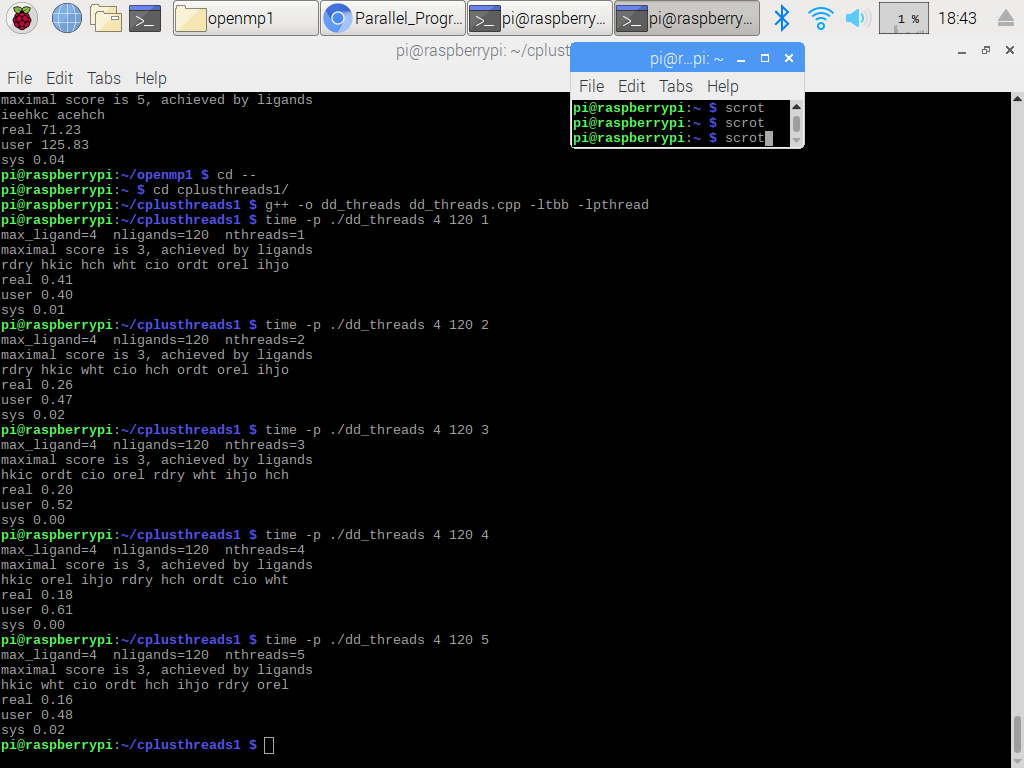 openmp1
Parallel_Progr...
pi@raspberry...
pi@raspberry...
1 %
18:43
pi@raspberrypi: ~/cplust
File Edit Tabs Help
pi@r...pi: ~
File Edit Tabs Help
pi@raspberrypi:~ $ scrot
pi@raspberrypi:~ $ scrot
pi@raspberrypi:~ $ scrot
maximal score is 5, achieved by ligands
ieehkc acehch
real 71.23
user 125.83
sys 0.04
pi@raspberrypi:~/openmp1 $ cd --
pi@raspberrypi:~ $ cd cplusthreads1/
pi@raspberrypi:~/cplusthreads1 $ g++ -o dd_threads dd_threads.cpp -ltbb -lpthread
pi@raspberrypi:~/cplusthreads1 $ time -p ./dd_threads 4 120 1
max_ligand=4  nligands=120  nthreads=1
maximal score is 3, achieved by ligands
rdry hkic hch wht cio ordt orel ihjo
real 0.41
user 0.40
sys 0.01
pi@raspberrypi:~/cplusthreads1 $ time -p ./dd_threads 4 120 2
max_ligand=4  nligands=120  nthreads=2
maximal score is 3, achieved by ligands
rdry hkic wht cio hch ordt orel ihjo
real 0.26
user 0.47
sys 0.02
pi@raspberrypi:~/cplusthreads1 $ time -p ./dd_threads 4 120 3
max_ligand=4  nligands=120  nthreads=3
maximal score is 3, achieved by ligands
hkic ordt cio orel rdry wht ihjo hch
real 0.20
user 0.52
sys 0.00
pi@raspberrypi:~/cplusthreads1 $ time -p ./dd_threads 4 120 4
max_ligand=4  nligands=120  nthreads=4
maximal score is 3, achieved by ligands
hkic orel ihjo rdry hch ordt cio wht
real 0.18
user 0.61
sys 0.00
pi@raspberrypi:~/cplusthreads1 $ time -p ./dd_threads 4 120 5
max_ligand=4  nligands=120  nthreads=5
maximal score is 3, achieved by ligands
hkic wht cio ordt hch ihjo rdry orel
real 0.16
user 0.48
sys 0.02
pi@raspberrypi:~/cplusthreads1 $